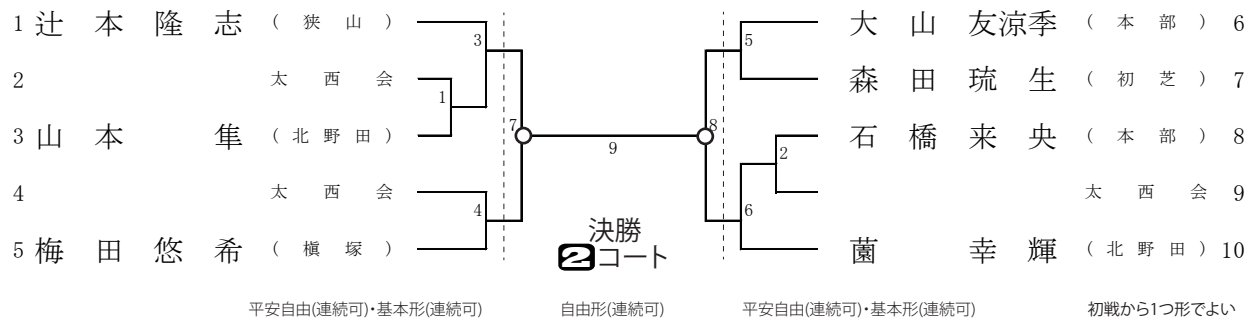 1 辻本隆志 (狭山)
2 太西会
3 山本隼 (北野田)
4 太西会
5 梅田悠希 (槇塚)
3
1
4
7
9
8
5
2
6
決勝
2コート
大山友涼季 (本部) 6
森田琉生 (初芝) 7
石橋来央 (本部) 8
太西会 9
薗幸輝 (北野田) 10
平安自由(連続可)・基本形(連続可) 自由形(連続可) 平安自由(連続可)・基本形(連続可) 初戦から1つ形でよい